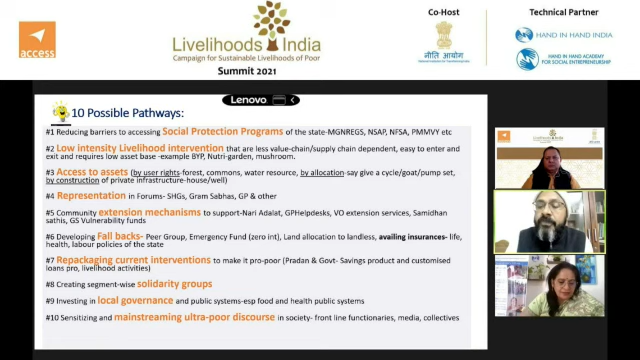 access
Livelihoods India
Campaign for Sustainable Livelihoods of Poor
Summit 2021
Co-Host
नीति आयोग
Technical Partner
HAND IN HAND INDIA
HAND IN HAND ACADEMY
FOR SOCIAL ENTREPRENEURSHIP
Lenovo
10 Possible Pathways:
#1 Reducing barriers to accessing Social Protection Programs of the state-MGNREGS, NSAP, NFSA, PMMVY etc
#2 Low intensity Livelihood intervention that are less value-chain/supply chain dependent, easy to enter and
exit and requires low asset base -example BYP, Nutri-garden, mushroom.
#3 Access to assets (by user rights-forest, commons, water resource, by allocation- say give a cycle/goat/pump set,
by construction of private infrastructure-house/well)
#4 Representation in Forums- SHGs, Gram Sabhas, GP & other
#5 Community extension mechanisms to support-Nari Adalat, GPHelpdesks, VO extension services, Samidhan
sathis, GS Vulnerability funds
#6 Developing Fall Backs- Peer Group, Emergency Fund (zero int), Land allocation to landless, availing insurances- life,
health, labour policies of the state
#7 Repackaging current interventions to make it pro-poor (Pradan & Govt- Savings product and customised
loans pro, livelihood activities)
#8 Creating segment-wise solidarity groups
#9 Investing in local governance and public systems-esp food and health public systems
#10 Sensitizing and mainstreaming ultra-poor discourse in society- front line functionaries, media, collectives
access
access
access